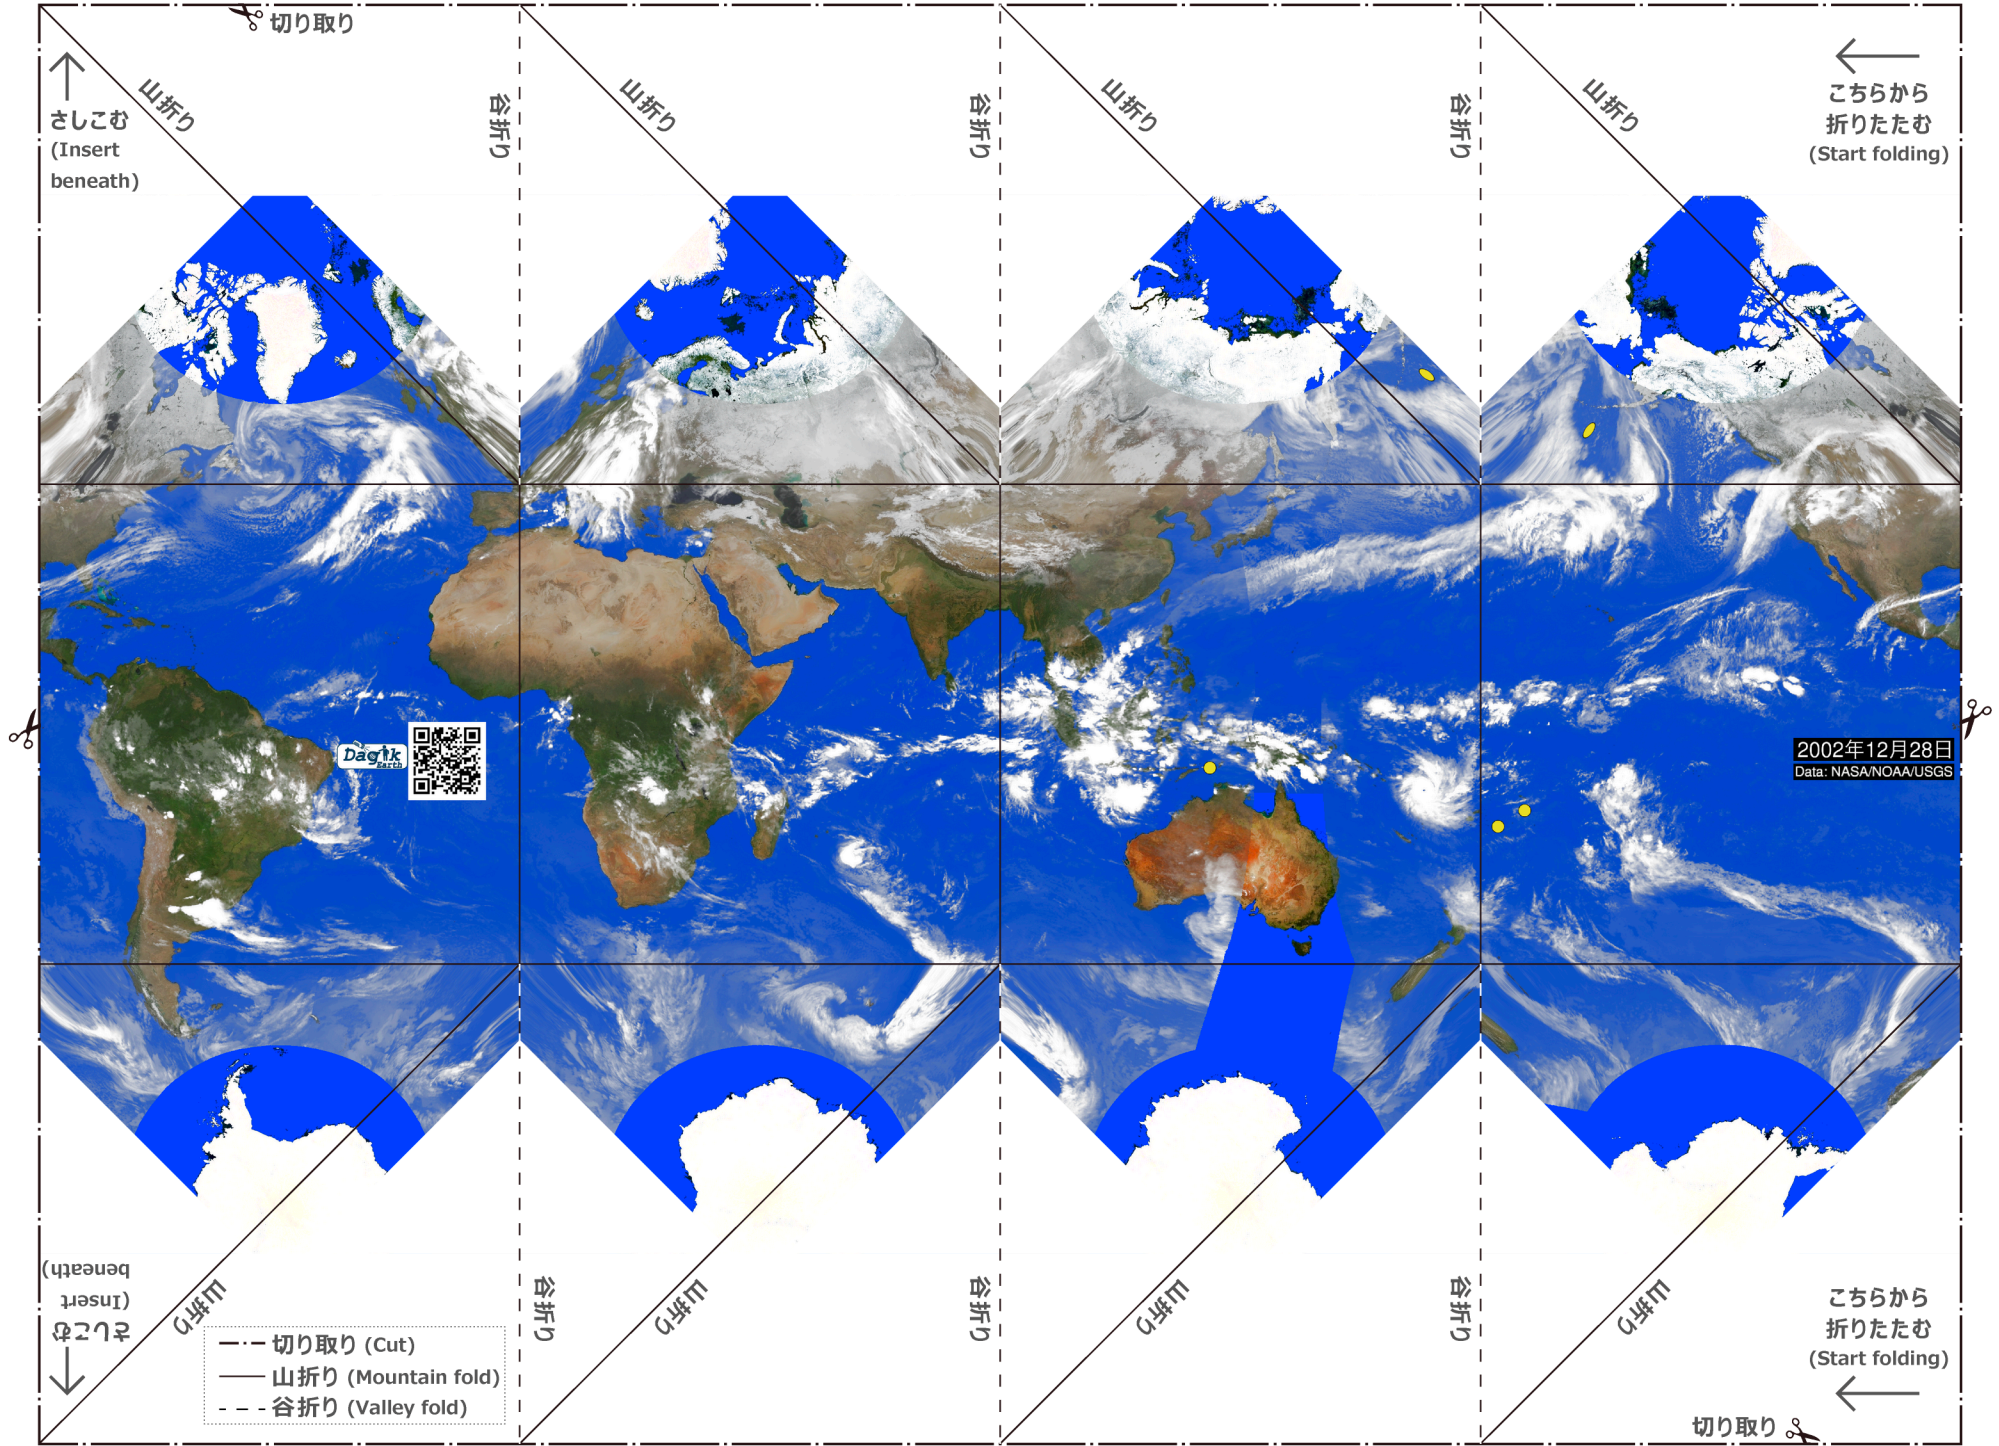 切り取り
さしこむ
(Insert
beneath)
山折り
谷折り
山折り
谷折り
山折り
谷折り
山折り
こちらから
折りたたむ
(Start folding)
Dagik
Earth
2002年12月28日
Data: NASA/NOAA/USGS
さしこむ
(Insert
beneath)
山折り
谷折り
山折り
谷折り
山折り
谷折り
山折り
こちらから
折りたたむ
(Start folding)
切り取り (Cut)
山折り (Mountain fold)
谷折り (Valley fold)
切り取り